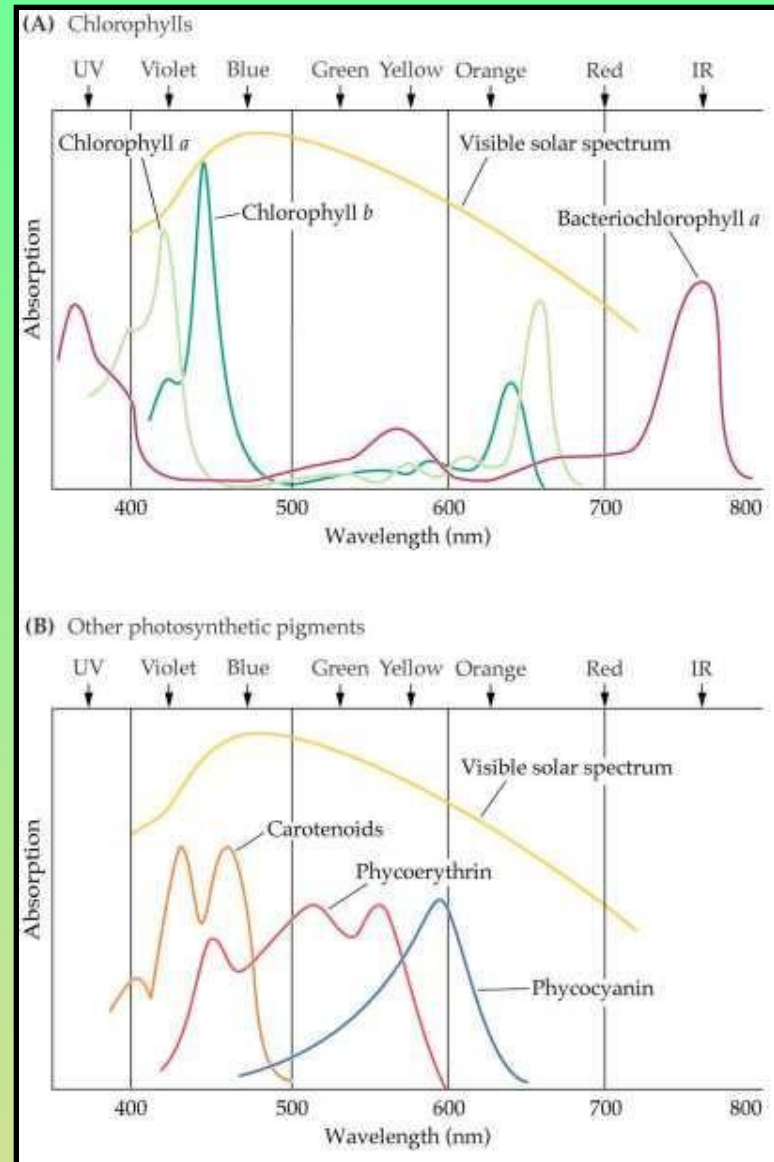 (A) Chlorophylls
UV Violet Blue Green Yellow Orange Red IR
Chlorophyll a
Visible solar spectrum
Chlorophyll b
Bacteriochlorophyll a
Absorption
400 500 600 700 800
Wavelength (nm)
(B) Other photosynthetic pigments
UV Violet Blue Green Yellow Orange Red IR
Visible solar spectrum
Carotenoids
Phycoerythrin
Phycocyanin
Absorption
400 500 600 700 800
Wavelength (nm)